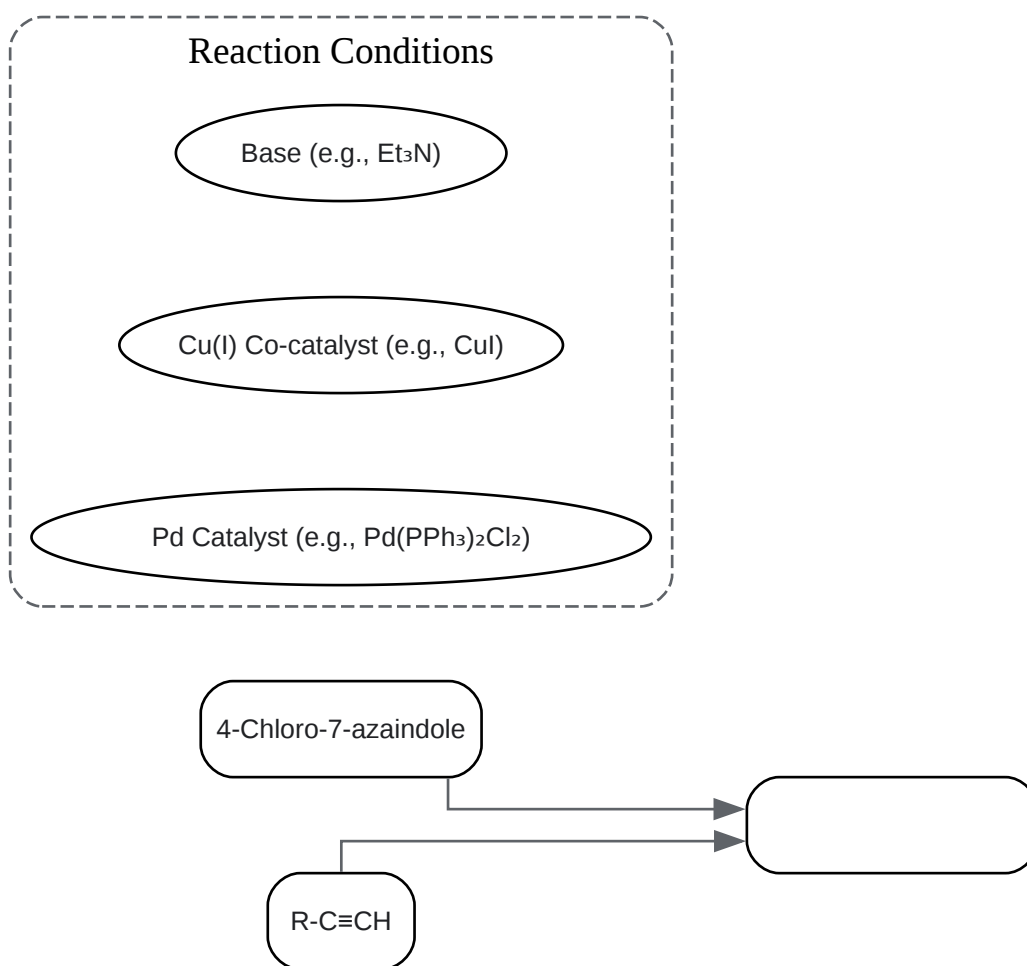 Reaction Conditions
Base (e.g., Et₃N)
Cu(I) Co-catalyst (e.g., CuI)
Pd Catalyst (e.g., Pd(PPh₃)₂Cl₂)
4-Chloro-7-azaindole
R-C≡CH